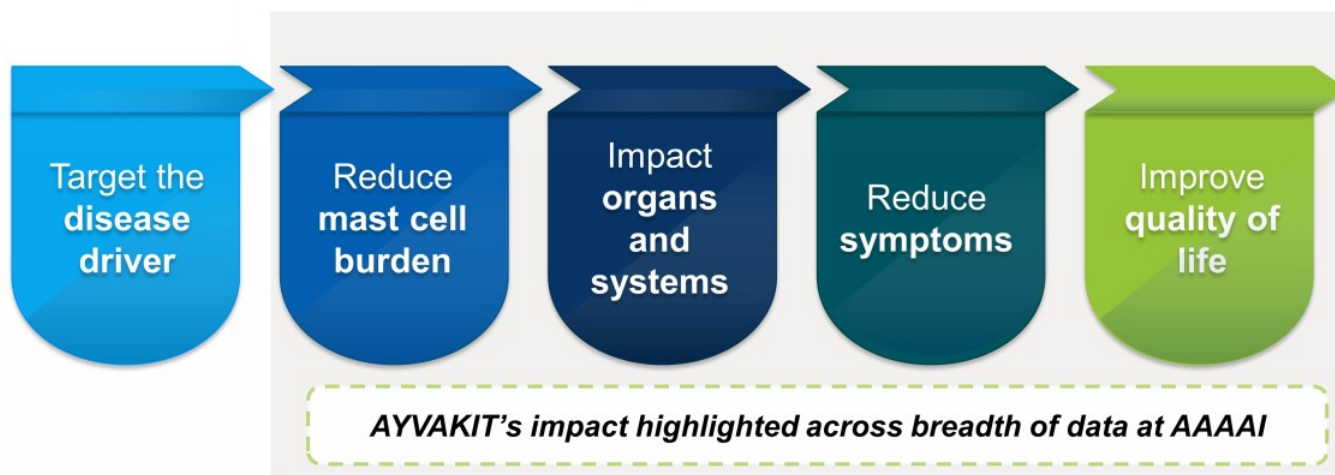 Target the
disease
driver
Reduce
mast cell
burden
Impact
organs
and
systems
Reduce
symptoms
Improve
quality of
life
AYVAKIT's impact highlighted across breadth of data at AAAAI